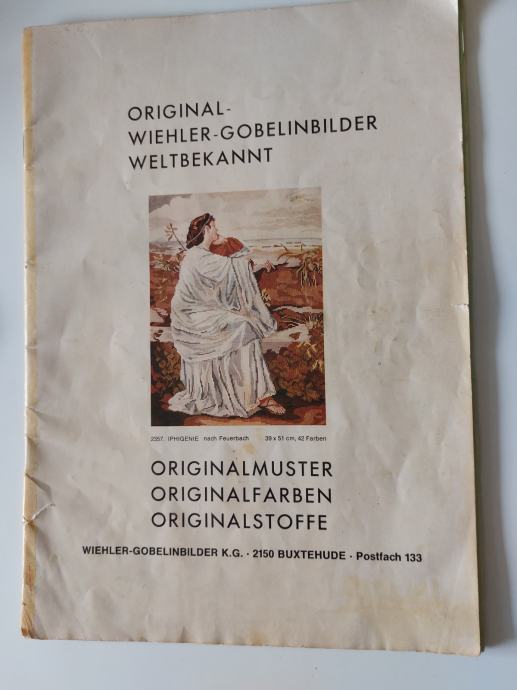 ORIGINAL-
WIEHLER-GOBELINBILDER
WELTBEKANNT
2357. IPHIGENIE nach Feuerbach 39 x 51 cm, 42 Farben
ORIGINALMUSTER
ORIGINALFARBEN
ORIGINALSTOFFE
WIEHLER-GOBELINBILDER K.G. · 2150 BUXTEHUDE · Postfach 133